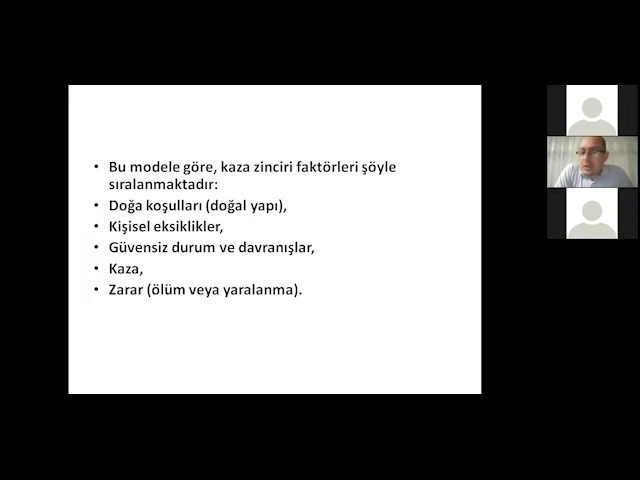 • Bu modele göre, kaza zinciri faktörleri şöyle
sıralanmaktadır:
• Doğa koşulları (doğal yapı),
• Kişisel eksiklikler,
• Güvensiz durum ve davranışlar,
• Kaza,
• Zarar (ölüm veya yaralanma).